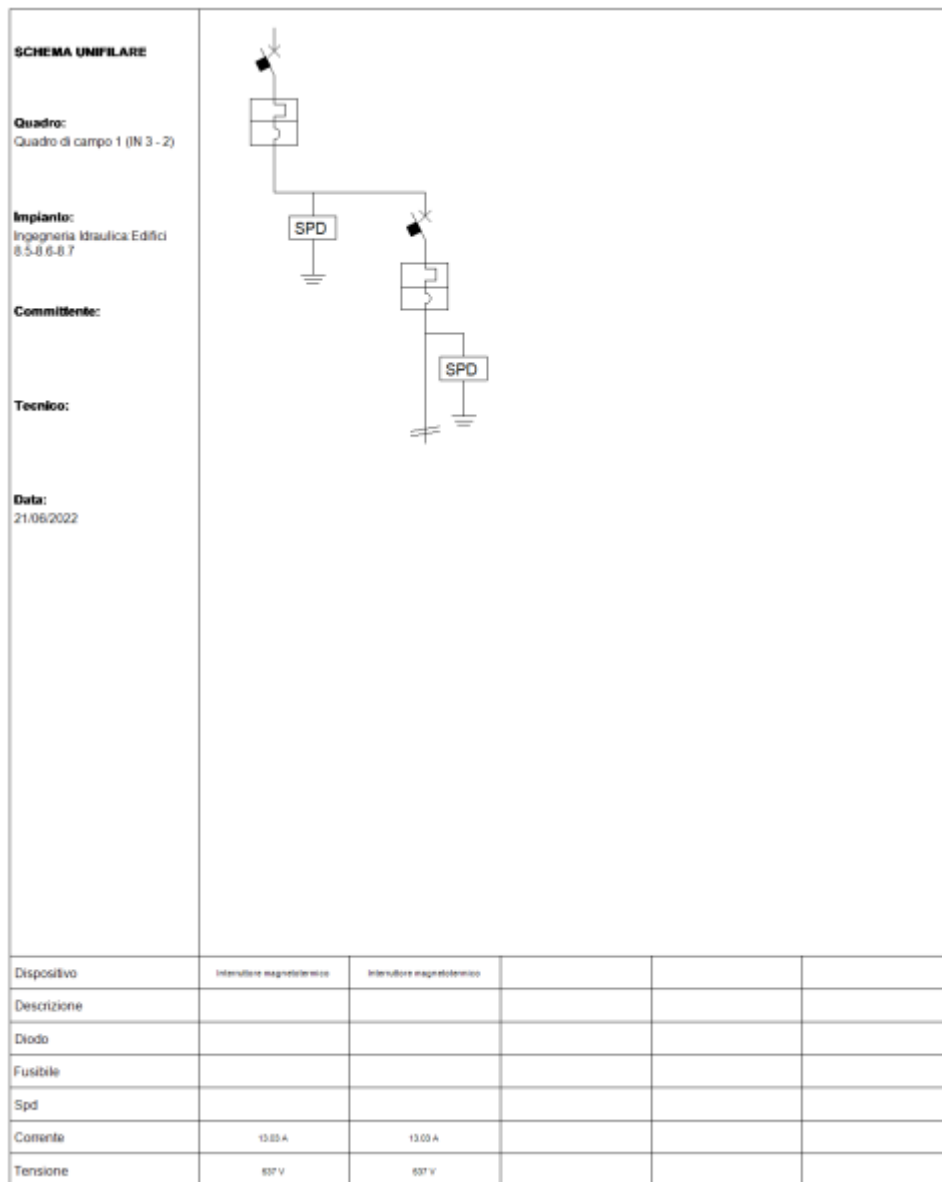 SCHEMA UNIFILARE
Quadro:
Quadro di campo 1 (IN 3 - 2)
Impianto:
Ingegneria Idraulica:Edifici
8.5-8.6-8.7
Committente:
Tecnico:
Data:
21/06/2022
SPD
SPD
Dispositivo Interruttore magnetotermico Interruttore magnetotermico
Descrizione
Diodo
Fusibile
Spd
Corrente 13.03 A 13.03 A
Tensione 637 V 637 V